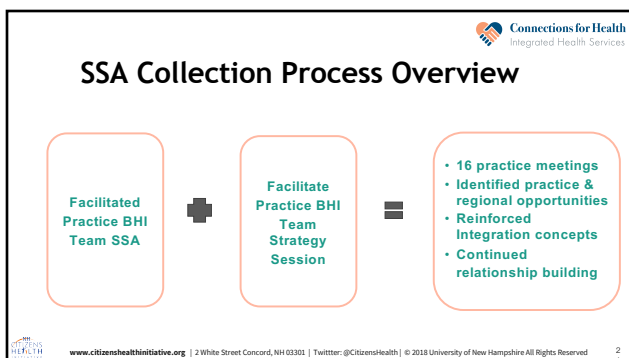 Connections for Health
Integrated Health Services
SSA Collection Process Overview
Facilitated
Practice BHI
Team SSA
Facilitate
Practice BHI
Team
Strategy
Session
• 16 practice meetings
• Identified practice &
regional opportunities
• Reinforced
Integration concepts
• Continued
relationship building
NH
CITIZENS
HEALTH
INITIATIVE
www.citizenshealthinitiative.org | 2 White Street Concord, NH 03301 | Twittter: @CitizensHealth | © 2018 University of New Hampshire All Rights Reserved
2